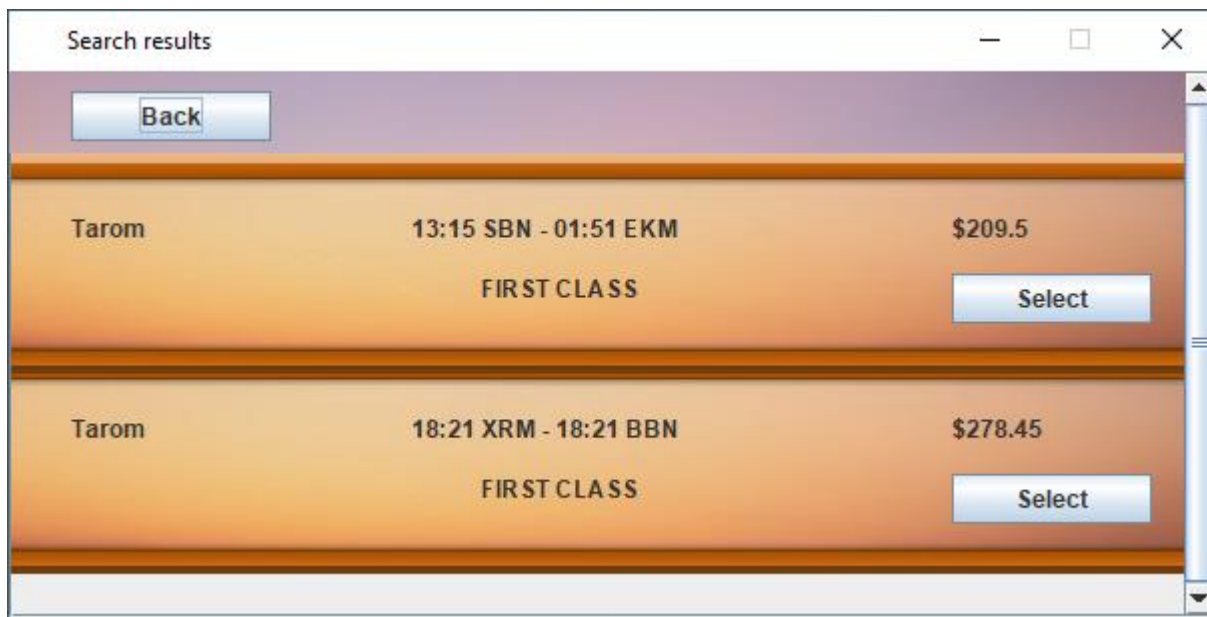 Search results
Back
Tarom 13:15 SBN - 01:51 EKM $209.5
FIRST CLASS Select
Tarom 18:21 XRM - 18:21 BBN $278.45
FIRST CLASS Select